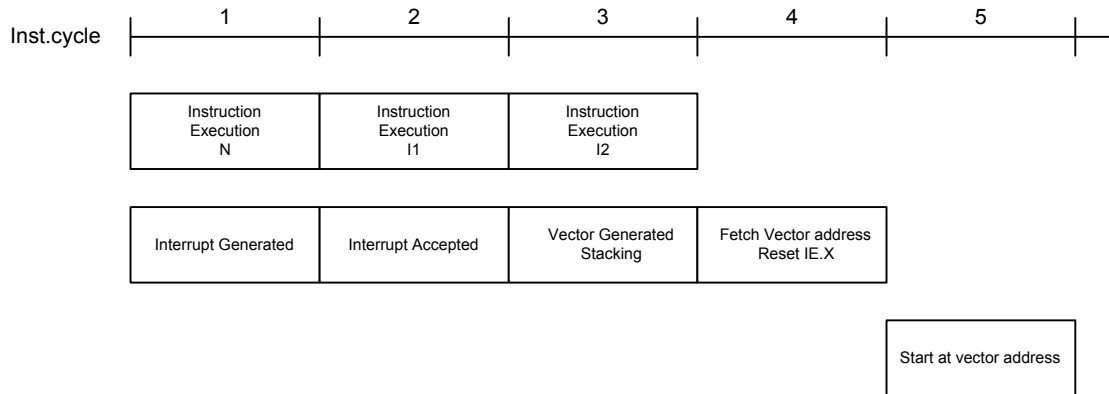 1 2 3 4 5
Inst.cycle
Instruction
Execution
N
Instruction
Execution
I1
Instruction
Execution
I2
Interrupt Generated
Interrupt Accepted
Vector Generated
Stacking
Fetch Vector address
Reset IE.X
Start at vector address